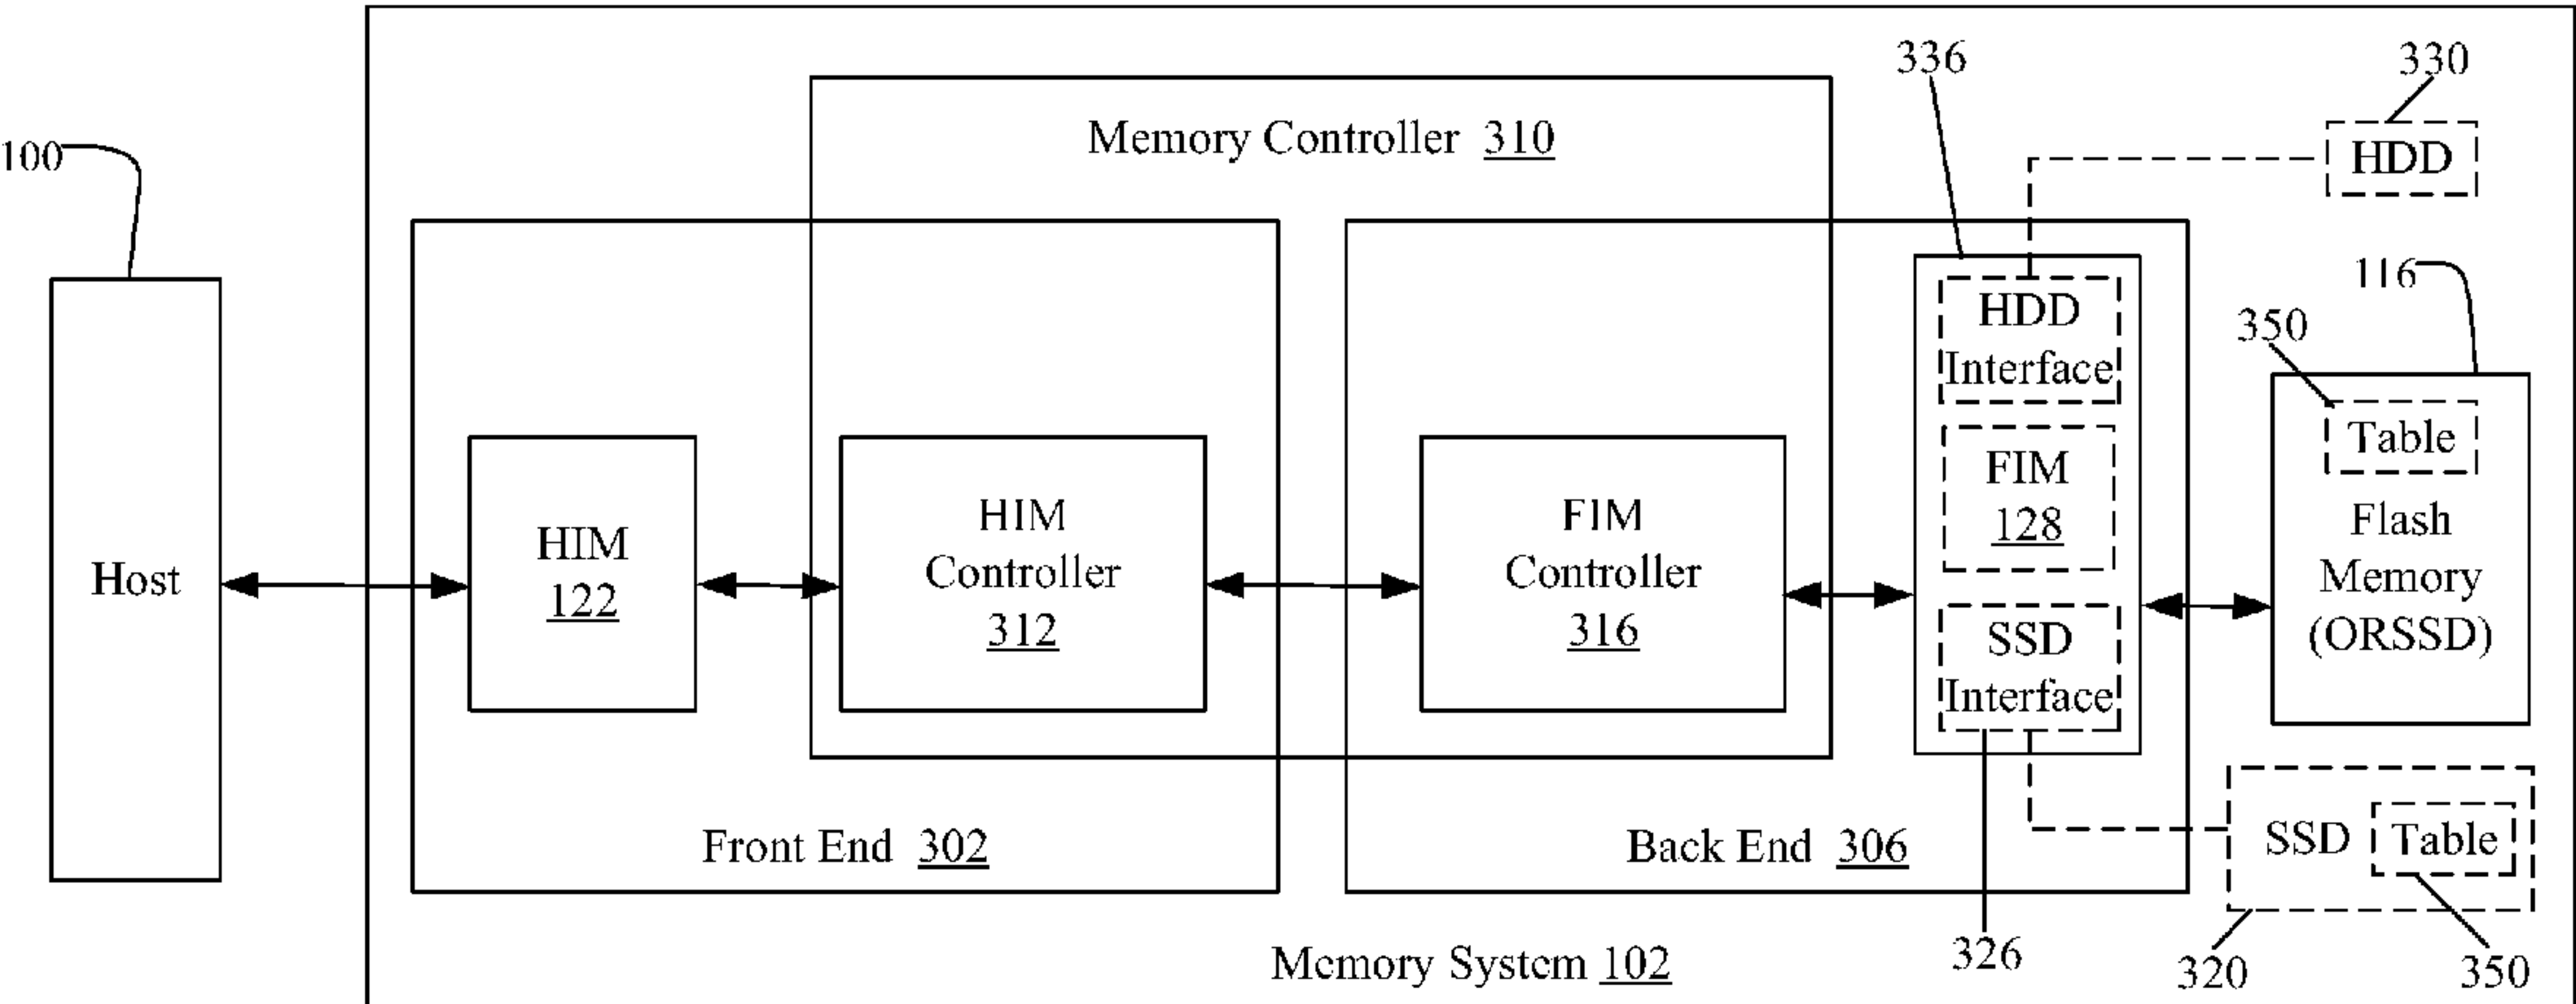 336
330
HDD
Memory Controller 310
100
116
350
HDD
Interface
Table
FIM
128
Flash
Memory
(ORSSD)
HIM
Controller
312
FIM
Controller
316
HIM
122
Host
SSD
Interface
Front End 302
Back End 306
SSD
Table
326
320
350
Memory System 102